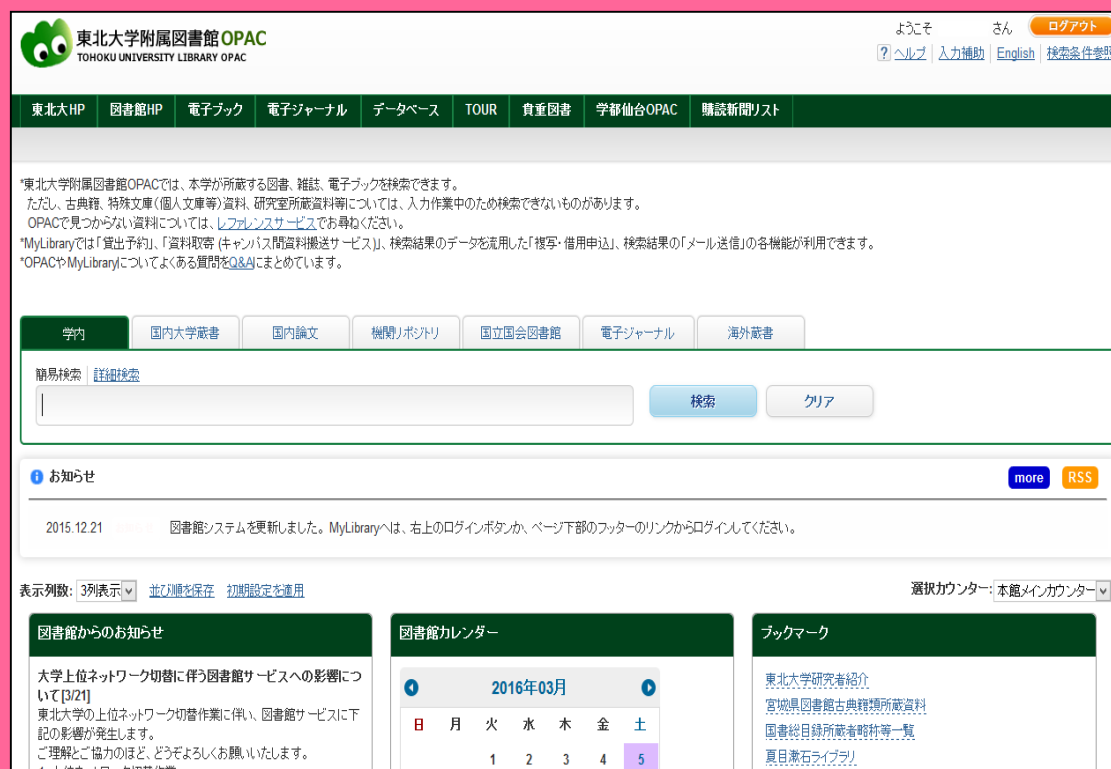 東北大学附属図書館OPAC
TOHOKU UNIVERSITY LIBRARY OPAC
ようこそ さん ログアウト
? ヘルプ 入力補助 English 検索条件参照
東北大HP 図書館HP 電子ブック 電子ジャーナル データベース TOUR 貴重図書 学都仙台OPAC 購読新聞リスト
*東北大学附属図書館OPACでは、本学が所蔵する図書、雑誌、電子ブックを検索できます。
ただし、古典籍、特殊文庫(個人文庫等)資料、研究室所蔵資料等については、入力作業中のため検索できないものがあります。
OPACで見つからない資料については、レファレンスサービスでお尋ねください。
*MyLibraryでは「貸出予約」、「資料取寄 (キャンパス間資料搬送サービス)」、検索結果のデータを流用した「複写・借用申込」、検索結果の「メール送信」の各機能が利用できます。
*OPACやMyLibraryについてよくある質問をQ&Aにまとめています。
学内 国内大学蔵書 国内論文 機関リポジトリ 国立国会図書館 電子ジャーナル 海外蔵書
簡易検索 詳細検索
検索 クリア
お知らせ more RSS
2015.12.21 図書館システムを更新しました。MyLibraryへは、右上のログインボタンか、ページ下部のフッターのリンクからログインしてください。
表示列数: 3列表示 並び順を保存 初期設定を適用 選択カウンター: 本館メインカウンター
図書館からのお知らせ
大学上位ネットワーク切替に伴う図書館サービスへの影響につ
いて[3/21]
東北大学の上位ネットワーク切替作業に伴い、図書館サービスに下
記の影響が発生します。
ご理解とご協力のほど、どうぞよろしくお願いいたします。
図書館カレンダー
2016年03月
日 月 火 水 木 金 土
1 2 3 4 5
ブックマーク
東北大学研究者紹介
宮城県図書館古典籍類所蔵資料
国書総目録所蔵者略称等一覧
夏目漱石ライブラリ